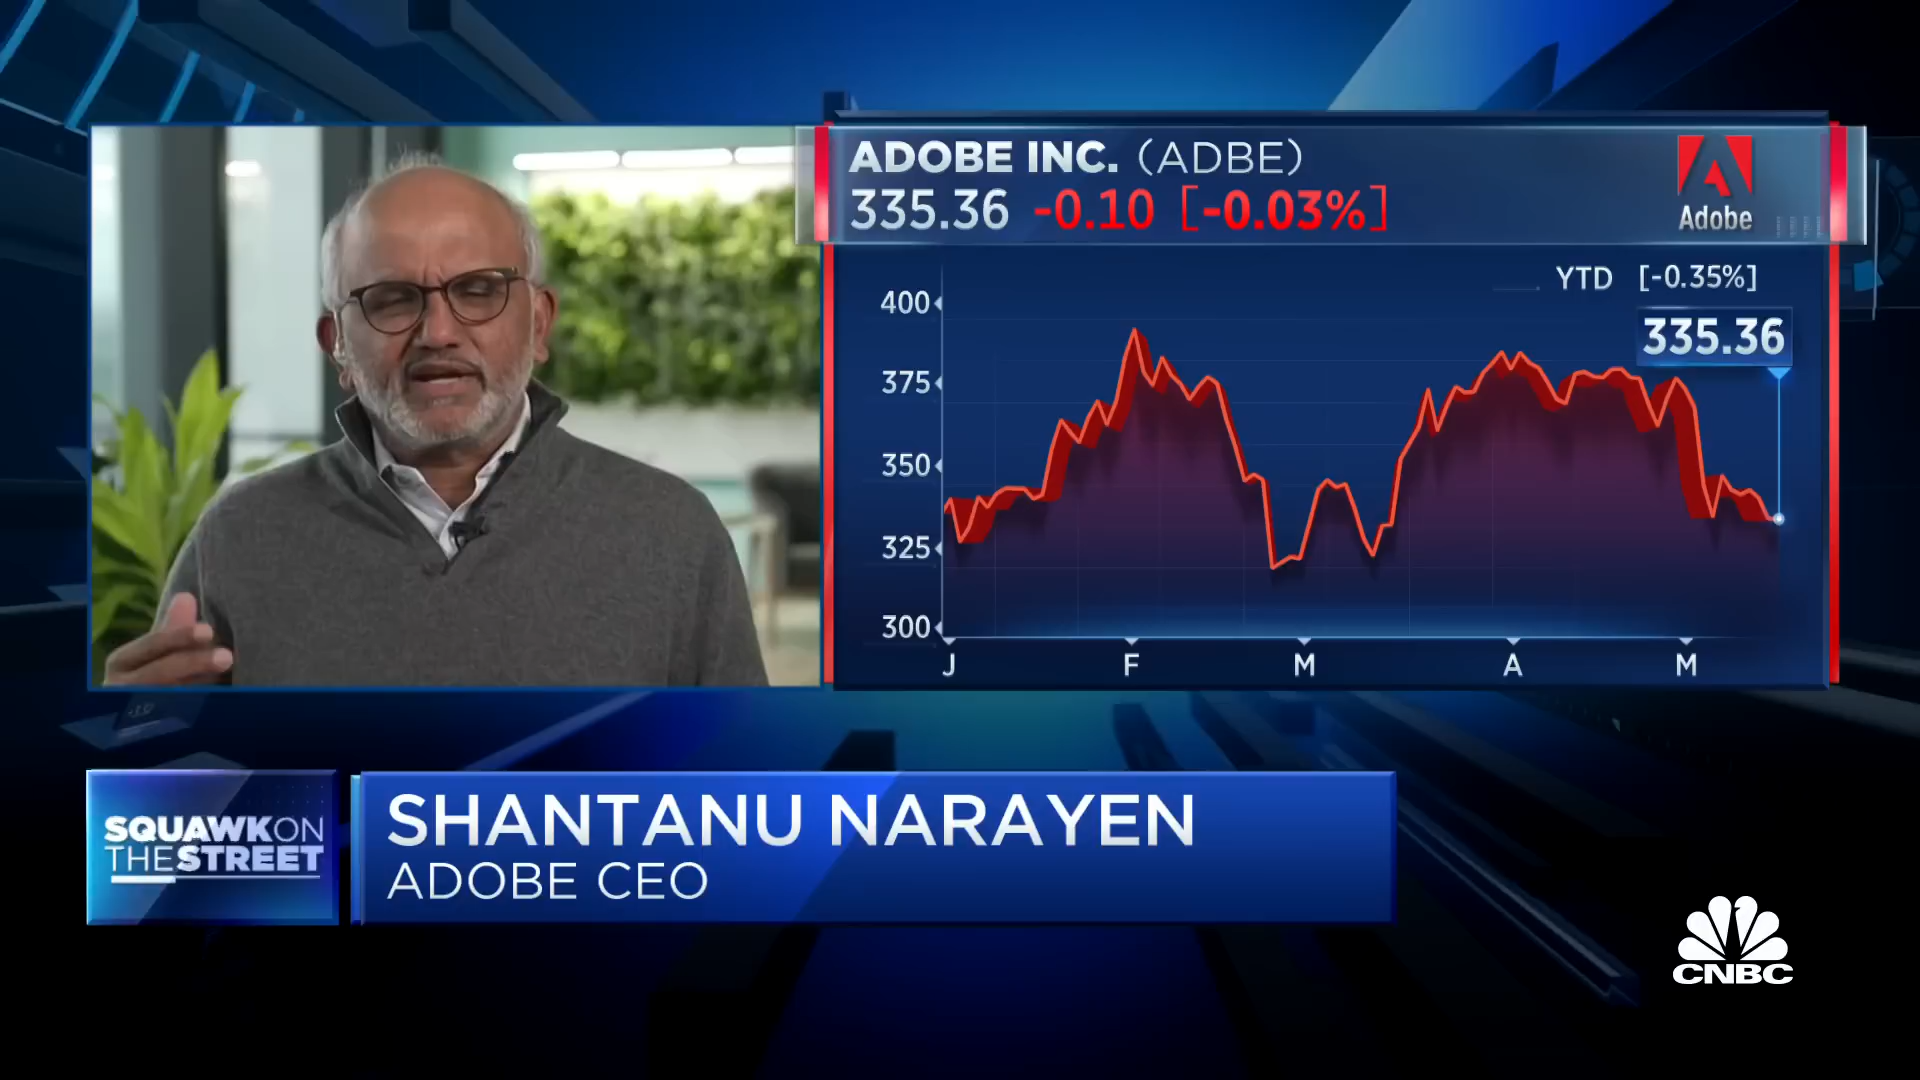 ADOBE INC. (ADBE)
335.36 -0.10 [-0.03%]
Adobe
YTD [-0.35%]
335.36
400
375
350
325
300
J F M A M
SQUAWK ON
THE STREET
SHANTANU NARAYEN
ADOBE CEO
CNBC